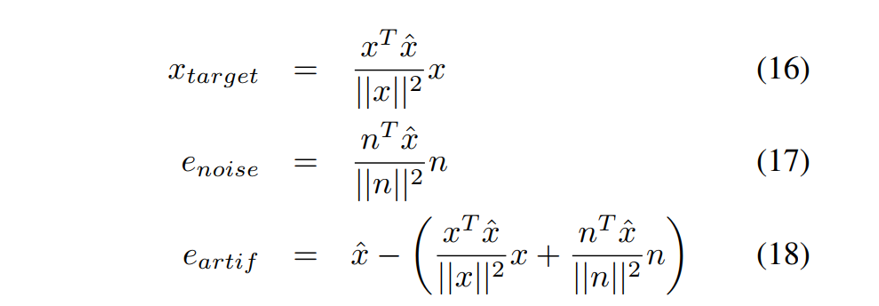 x_{target} = \frac{x^T \hat{x}}{||x||^2} x (16)
e_{noise} = \frac{n^T \hat{x}}{||n||^2} n (17)
e_{artif} = \hat{x} - \left( \frac{x^T \hat{x}}{||x||^2} x + \frac{n^T \hat{x}}{||n||^2} n \right) (18)